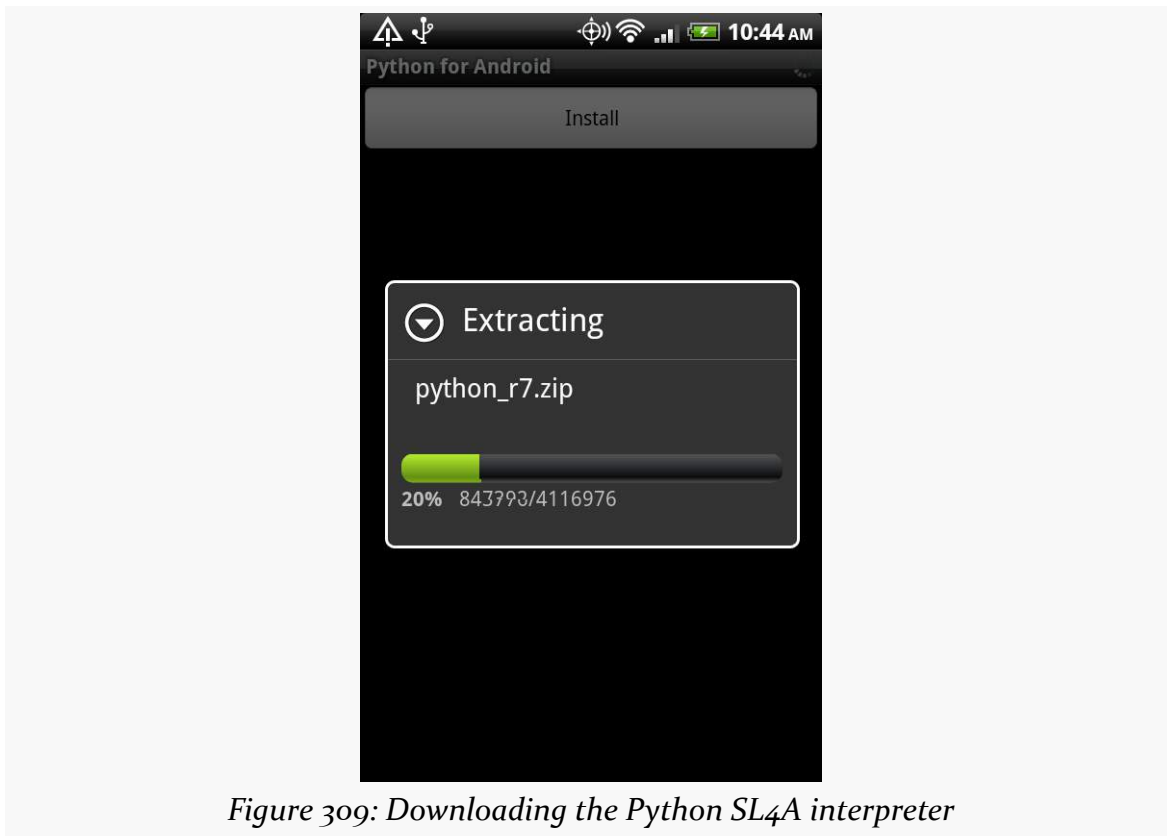 10:44 AM
Python for Android
Install
Extracting
python_r7.zip
20% /4116976
Figure 309: Downloading the Python SL4A interpreter